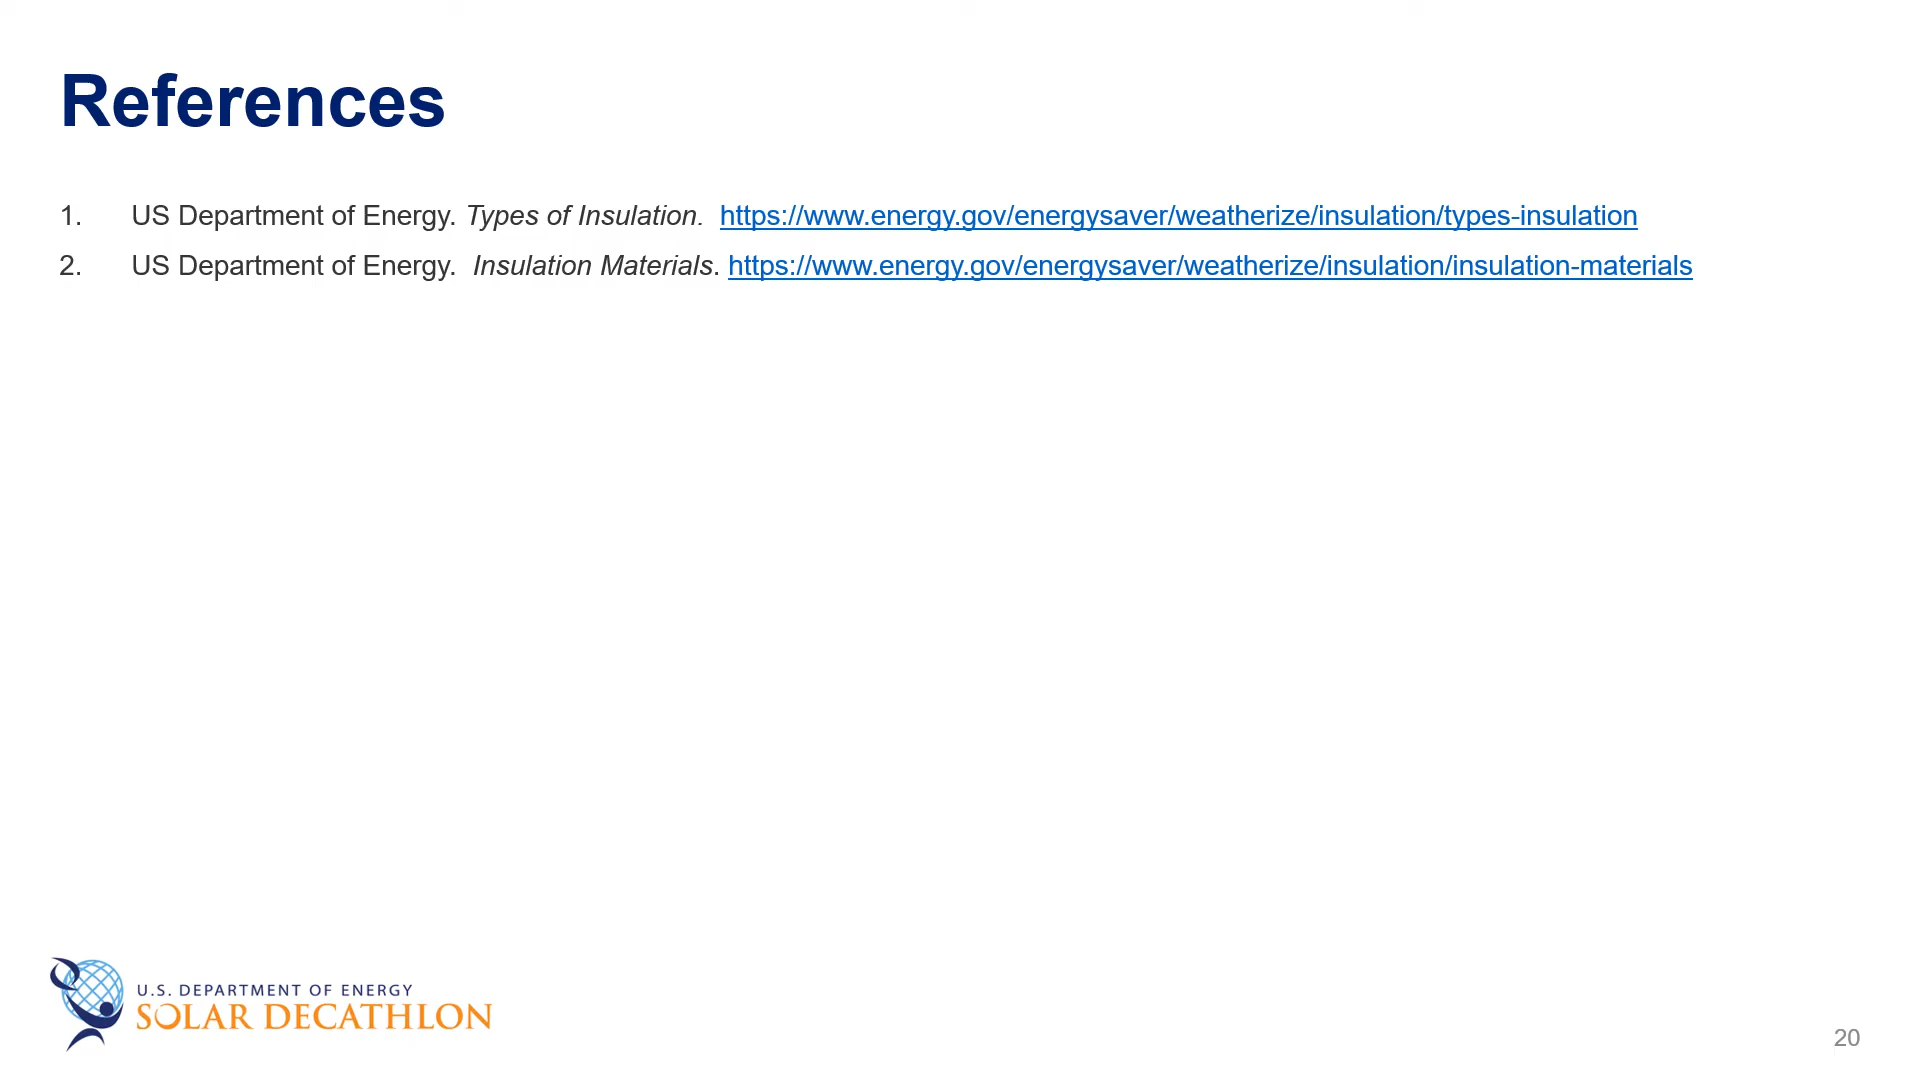 References
1. US Department of Energy. Types of Insulation. https://www.energy.gov/energysaver/weatherize/insulation/types-insulation
2. US Department of Energy. Insulation Materials. https://www.energy.gov/energysaver/weatherize/insulation/insulation-materials
U.S. DEPARTMENT OF ENERGY
SOLAR DECATHLON
20